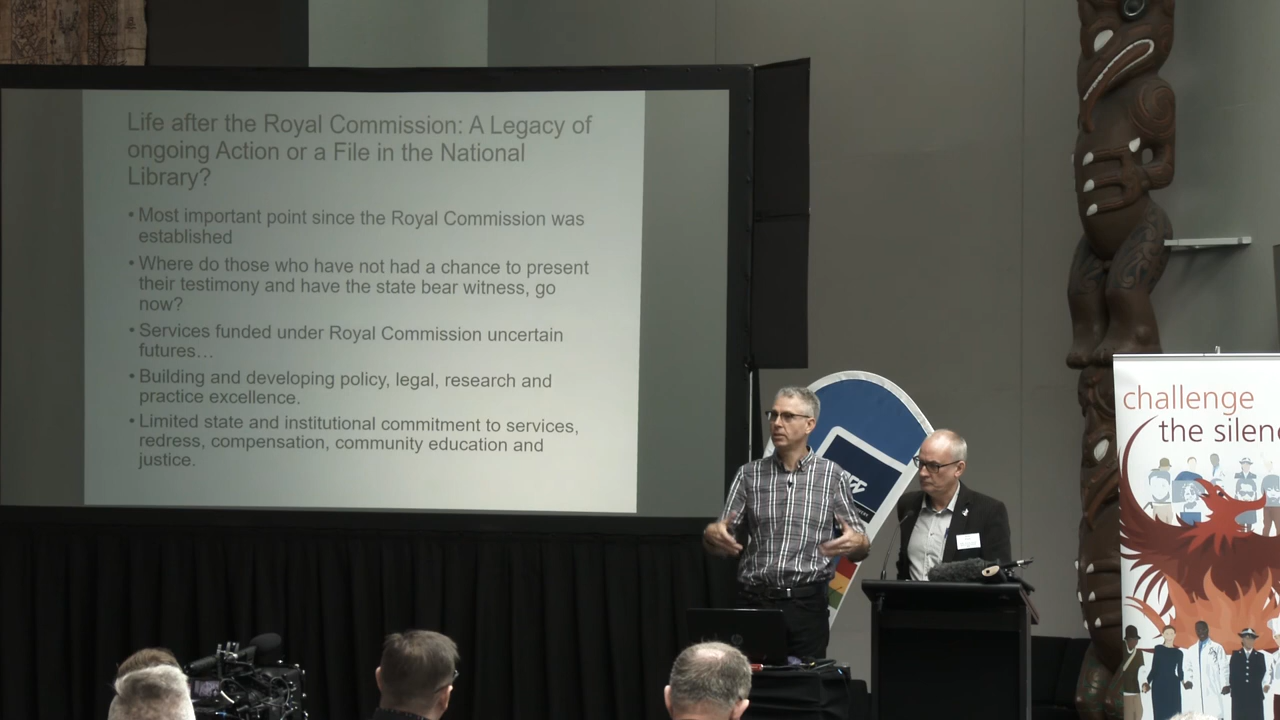 Life after the Royal Commission: A Legacy of
ongoing Action or a File in the National
Library?
• Most important point since the Royal Commission was
established
• Where do those who have not had a chance to present
their testimony and have the state bear witness, go
now?
• Services funded under Royal Commission uncertain
futures…
• Building and developing policy, legal, research and
practice excellence.
• Limited state and institutional commitment to services,
redress, compensation, community education and
justice.
challenge
the silen